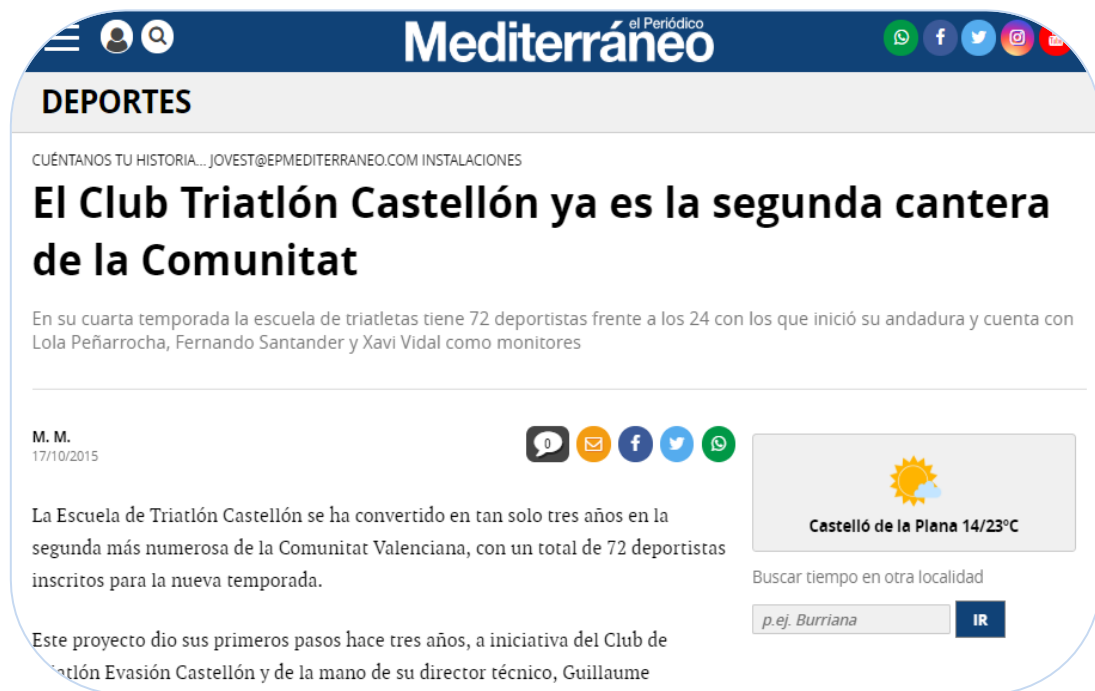 el Periódico
Mediterráneo
DEPORTES
CUÉNTANOS TU HISTORIA... JOVEST@EPMEDITERRANEO.COM INSTALACIONES
El Club Triatlón Castellón ya es la segunda cantera
de la Comunitat
En su cuarta temporada la escuela de triatletas tiene 72 deportistas frente a los 24 con los que inició su andadura y cuenta con
Lola Peñarrocha, Fernando Santander y Xavi Vidal como monitores
M. M.
17/10/2015
0
La Escuela de Triatlón Castellón se ha convertido en tan solo tres años en la
segunda más numerosa de la Comunitat Valenciana, con un total de 72 deportistas
inscritos para la nueva temporada.
Este proyecto dio sus primeros pasos hace tres años, a iniciativa del Club de
Evasión Castellón y de la mano de su director técnico, Guillaume
Castelló de la Plana 14/23ºC
Buscar tiempo en otra localidad
p.ej. Burriana
IR